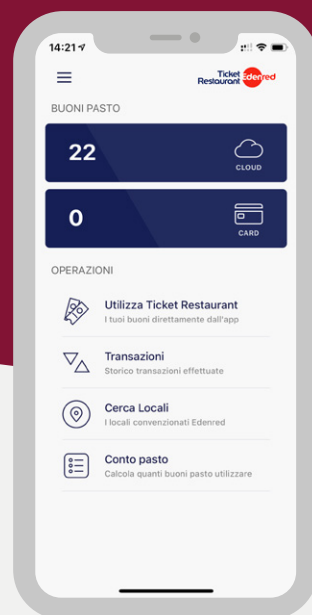 14:21
Ticket
Restaurant Edenred
BUONI PASTO
22
CLOUD
0
CARD
OPERAZIONI
Utilizza Ticket Restaurant
I tuoi buoni direttamente dall'app
Transazioni
Storico transazioni effettuate
Cerca Locali
I locali convenzionati Edenred
Conto pasto
Calcola quanti buoni pasto utilizzare